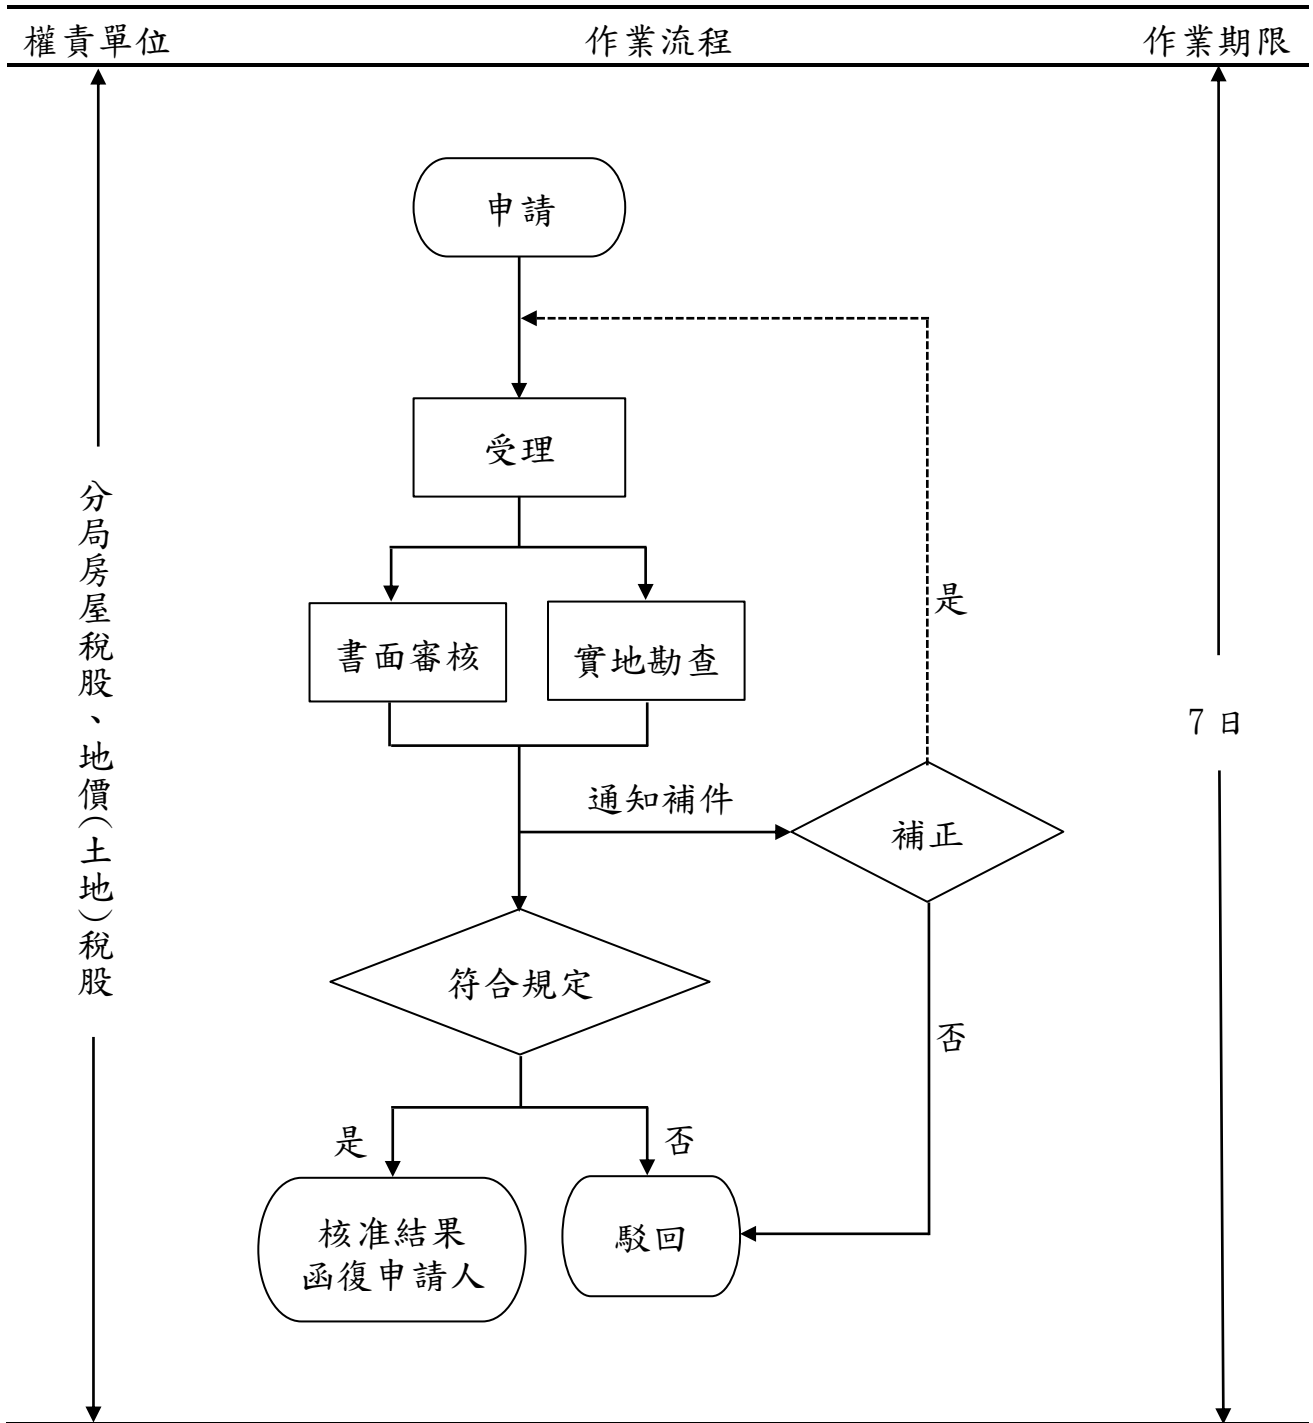 權責單位
作業流程
作業期限
申請
受理
書面審核
實地勘查
是
分局房屋稅股、地價(土地)稅股
7 日
通知補件
補正
符合規定
否
是
否
核准結果
函復申請人
駁回